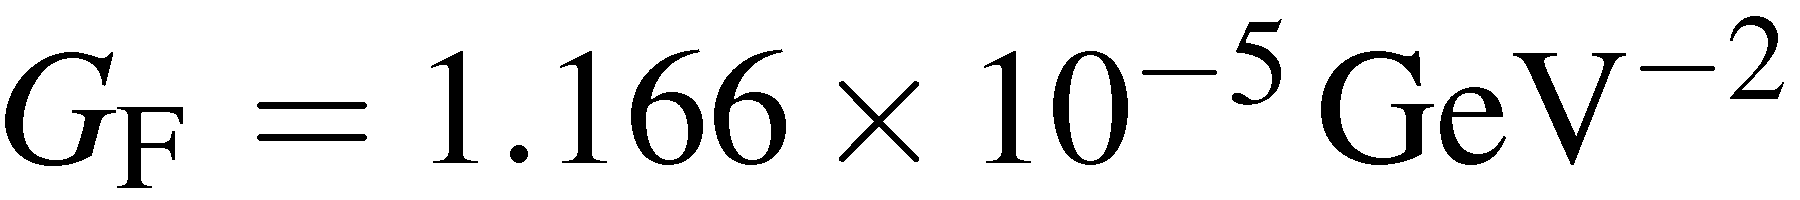 G_F = 1.166 × 10^{−5} GeV^{−2}